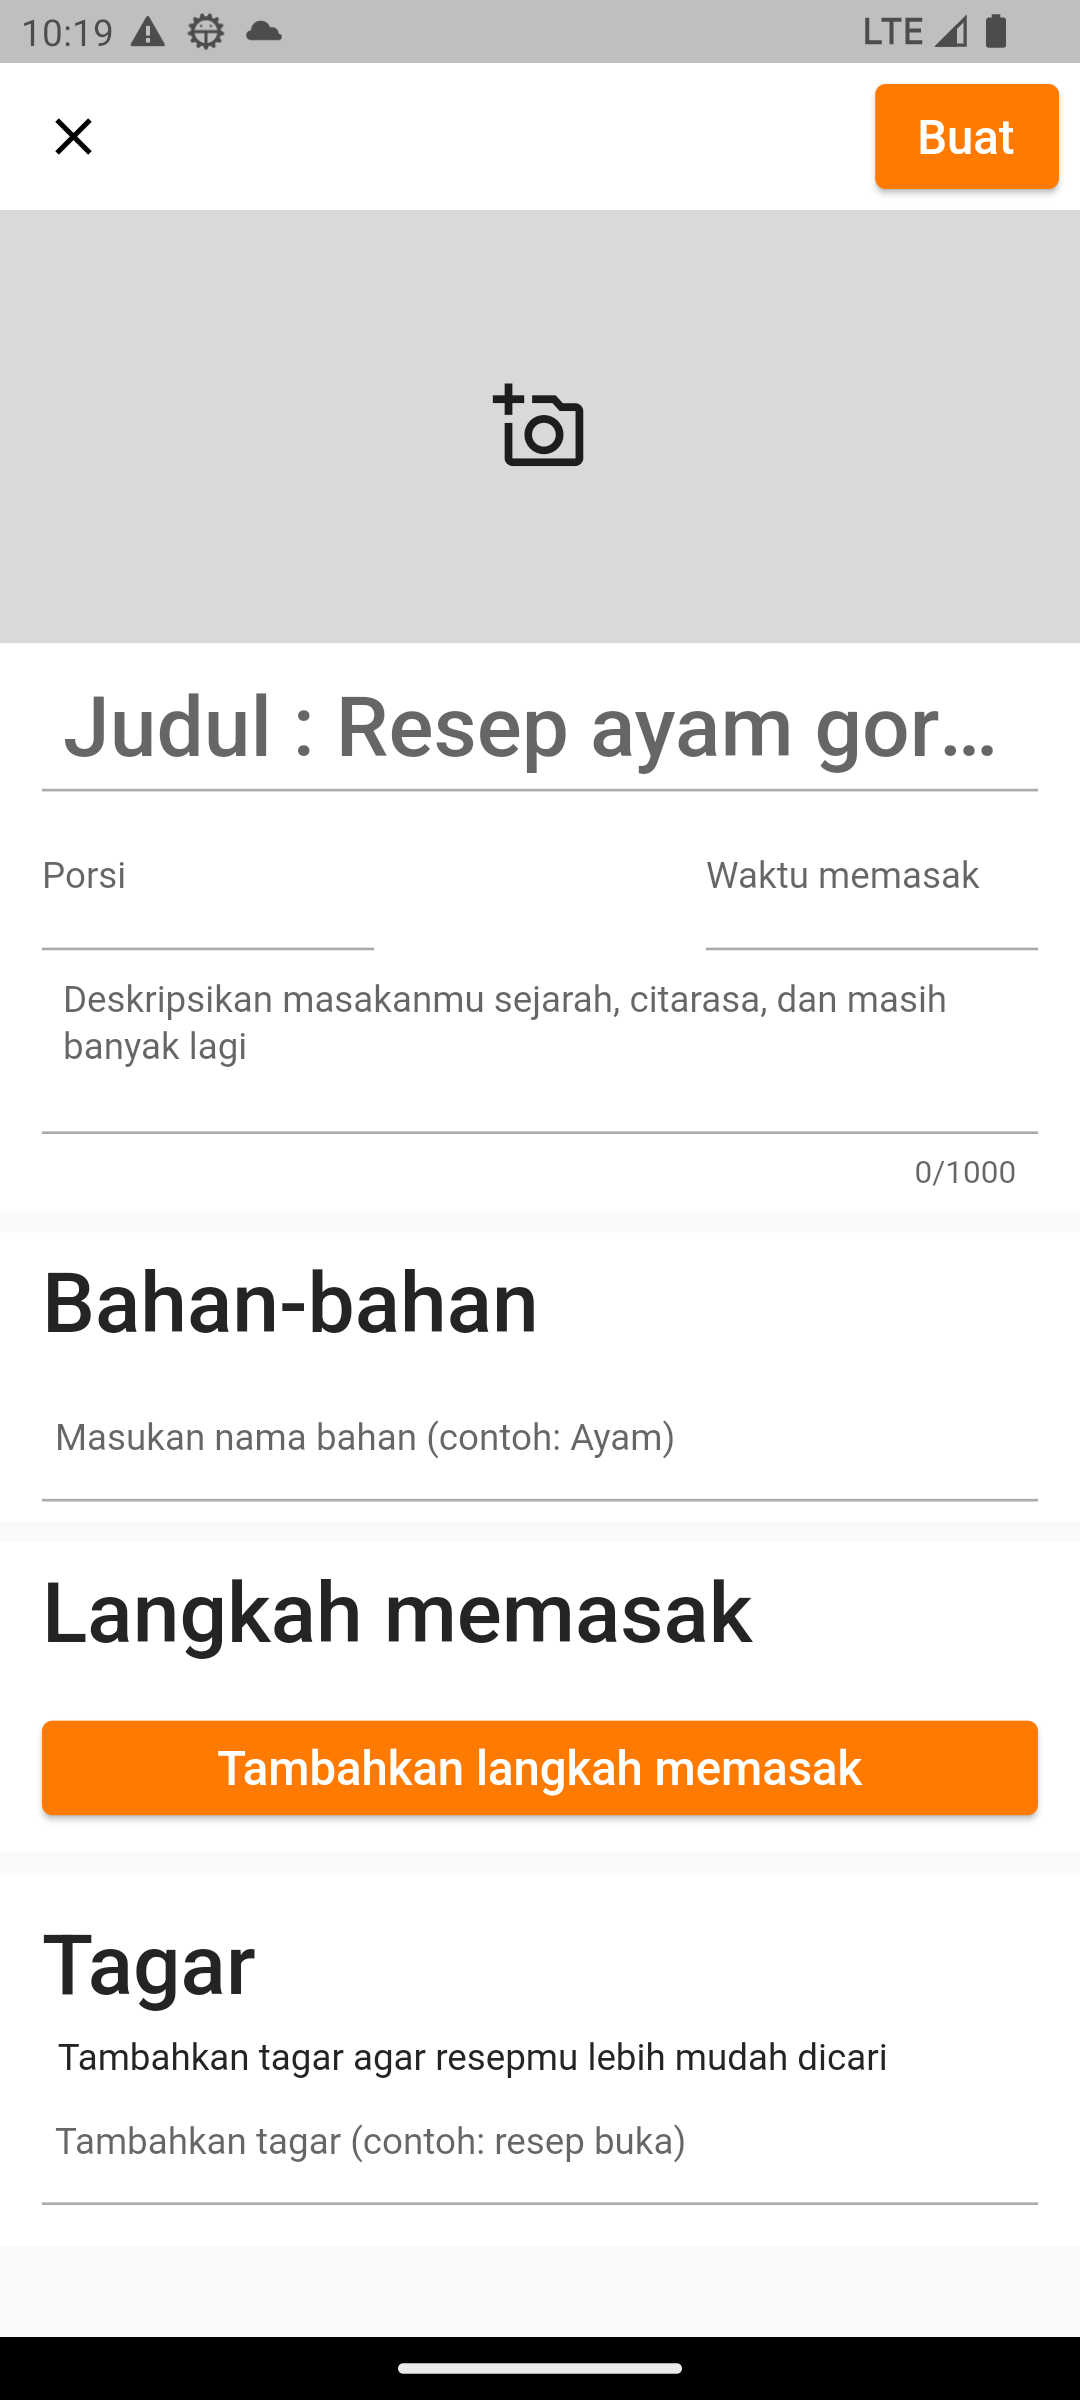 10:19
LTE
Buat
Judul : Resep ayam gor...
Porsi
Waktu memasak
Deskripsikan masakanmu sejarah, citarasa, dan masih
banyak lagi
0/1000
Bahan-bahan
Masukan nama bahan (contoh: Ayam)
Langkah memasak
Tambahkan langkah memasak
Tagar
Tambahkan tagar agar resepmu lebih mudah dicari
Tambahkan tagar (contoh: resep buka)